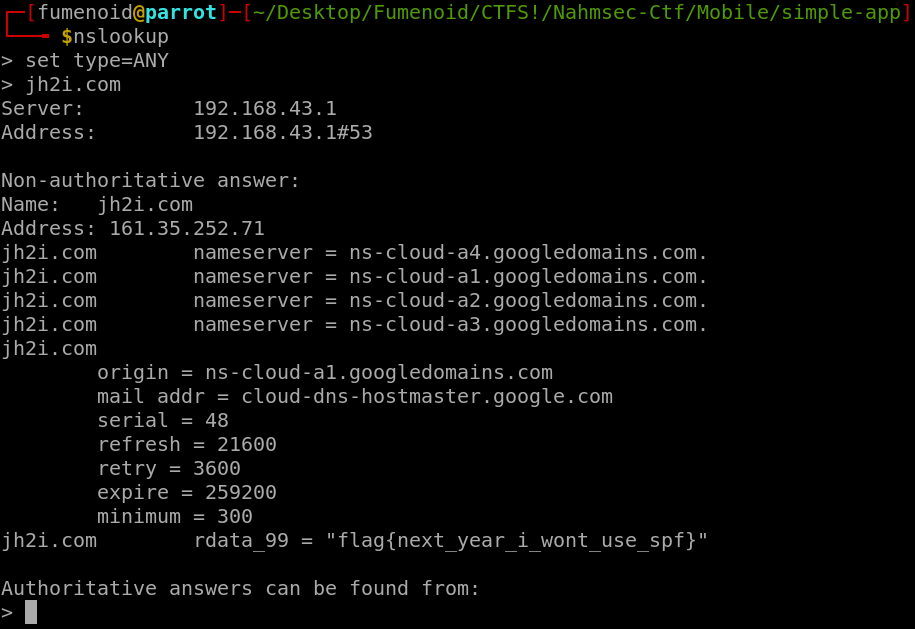 [fumenoid@parrot]─[~/Desktop/Fumenoid/CTFS!/Nahmsec-Ctf/Mobile/simple-app]
$nslookup
> set type=ANY
> jh2i.com
Server:         192.168.43.1
Address:        192.168.43.1#53

Non-authoritative answer:
Name:   jh2i.com
Address: 161.35.252.71
jh2i.com        nameserver = ns-cloud-a4.googledomains.com.
jh2i.com        nameserver = ns-cloud-a1.googledomains.com.
jh2i.com        nameserver = ns-cloud-a2.googledomains.com.
jh2i.com        nameserver = ns-cloud-a3.googledomains.com.
jh2i.com
        origin = ns-cloud-a1.googledomains.com
        mail addr = cloud-dns-hostmaster.google.com
        serial = 48
        refresh = 21600
        retry = 3600
        expire = 259200
        minimum = 300
jh2i.com        rdata_99 = "flag{next_year_i_wont_use_spf}"

Authoritative answers can be found from:
>